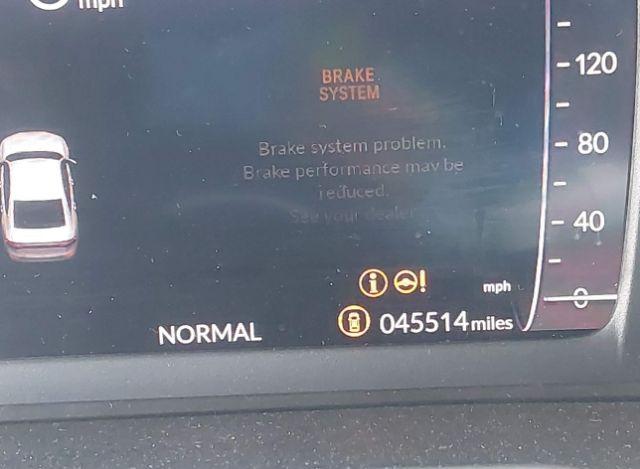 mph
120
BRAKE
SYSTEM
80
Brake system problem.
Brake performance may be
reduced.
See your dealer
40
mph
0
NORMAL
045514 miles